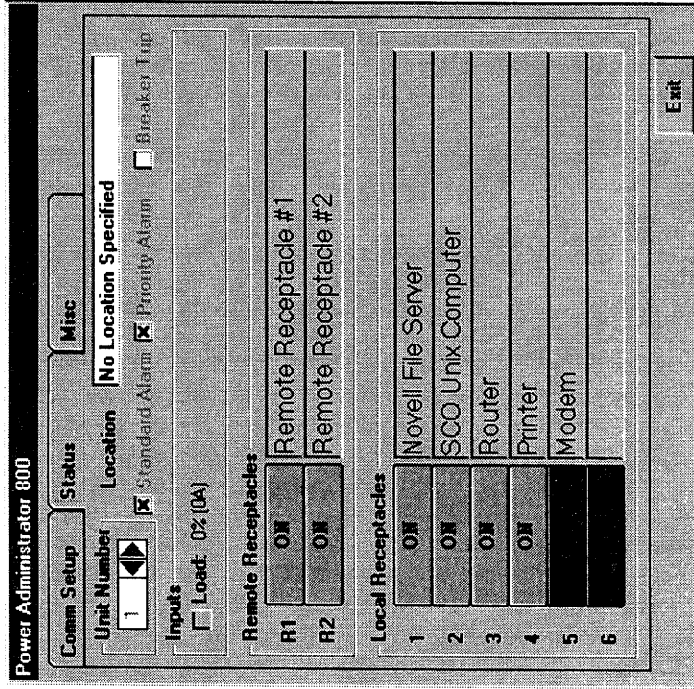 Power Administrator 800
Comm Setup Status Misc
Unit Number Location
1 No Location Specified
Standard Alarm Priority Alarm Breaker Trip
Inputs
Load: 0% (0A)
Remote Receptacles
R1 ON Remote Receptacle #1
R2 ON Remote Receptacle #2
Local Receptacles
1 ON Novell File Server
2 ON SCO Unix Computer
3 ON Router
4 ON Printer
5 Modem
6
Exit